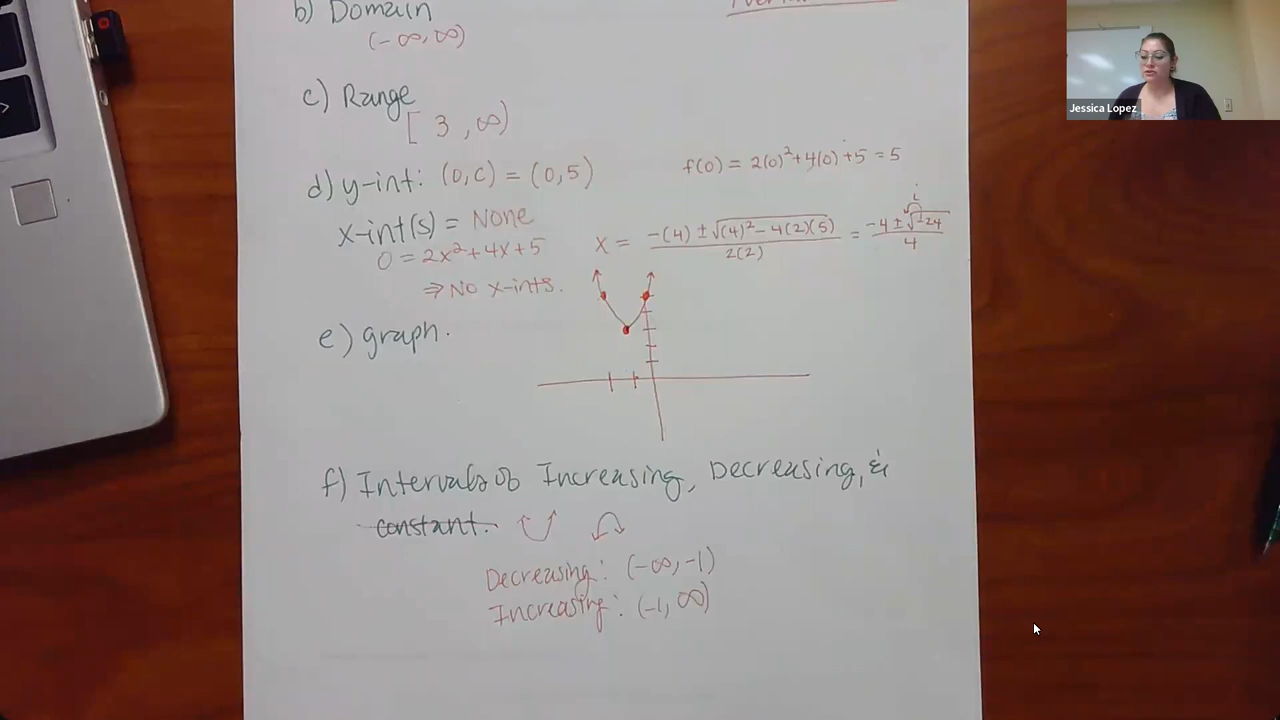 b) Domain
(-∞, ∞)
Jessica Lopez
c) Range
[ 3 , ∞)
d) y-int: (0, c) = (0, 5)
f(0) = 2(0)²+4(0)+5 = 5
x-int(s) = None
x = -(4) ±√(4)²-4(2)(5) / 2(2) = -4 ± √-24 / 4
i
0 = 2x²+4x+5
⇒ No x-ints.
e) graph.
f) Intervals of Increasing, Decreasing, &
constant.
Decreasing: (-∞, -1)
Increasing: (-1, ∞)